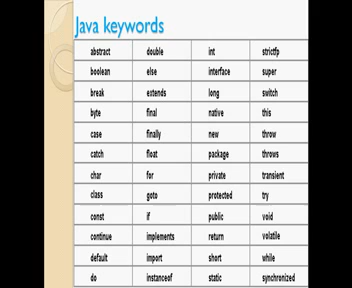 Java keywords
abstract double int strictfp
boolean else interface super
break extends long switch
byte final native this
case finally new throw
catch float package throws
char for private transient
class goto protected try
const if public void
continue implements return volatile
default import short while
do instanceof static synchronized